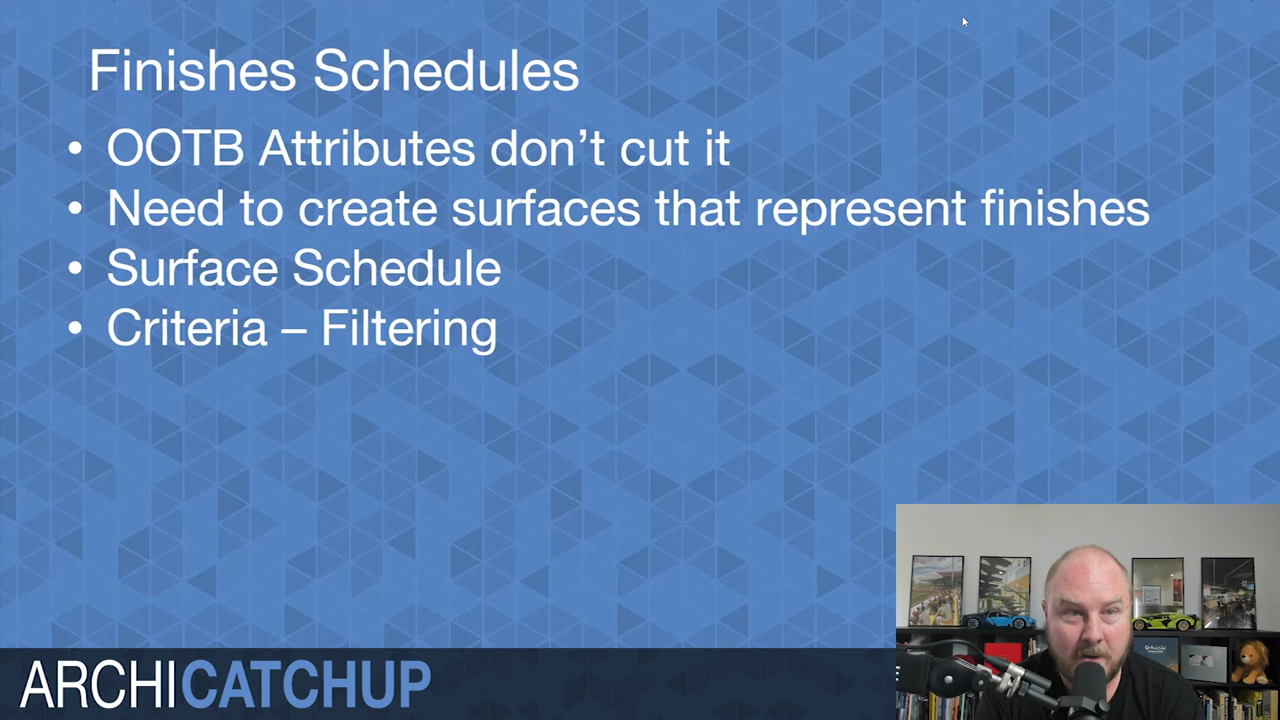 Finishes Schedules
• OOTB Attributes don’t cut it
• Need to create surfaces that represent finishes
• Surface Schedule
• Criteria – Filtering
ARCHICATCHUP